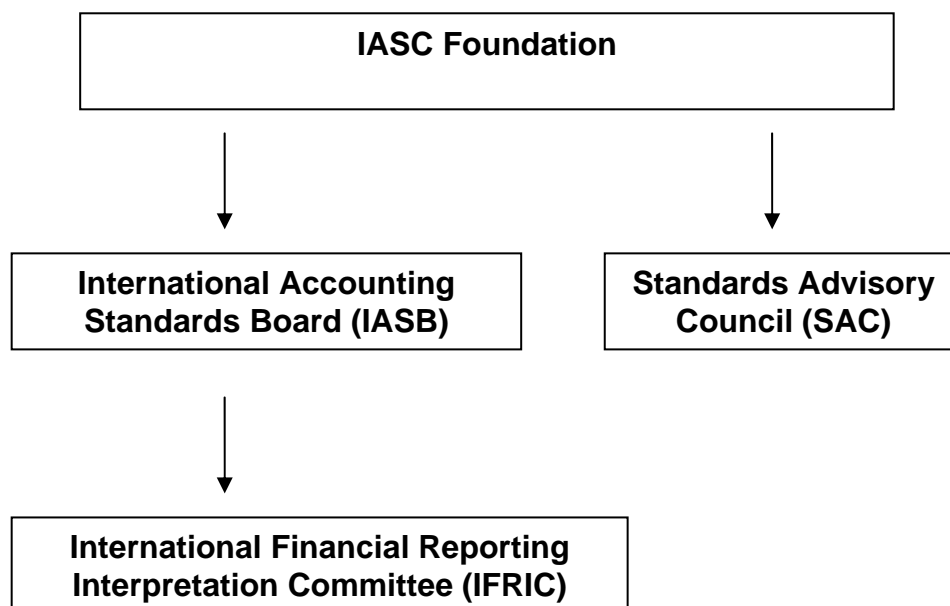 IASC Foundation
International Accounting
Standards Board (IASB)
Standards Advisory
Council (SAC)
International Financial Reporting
Interpretation Committee (IFRIC)